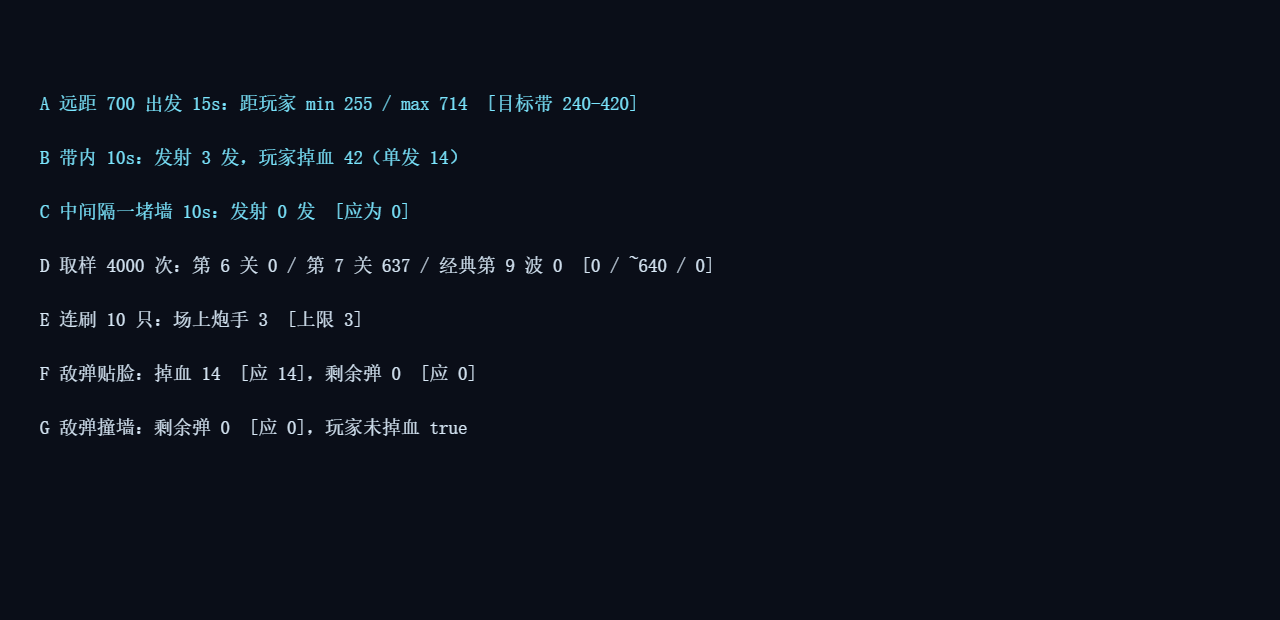 A 远距 700 出发 15s：距玩家 min 255 / max 714  [目标带 240-420]
B 带内 10s：发射 3 发，玩家掉血 42（单发 14）
C 中间隔一堵墙 10s：发射 0 发  [应为 0]
D 取样 4000 次：第 6 关 0 / 第 7 关 637 / 经典第 9 波 0  [0 / ~640 / 0]
E 连刷 10 只：场上炮手 3  [上限 3]
F 敌弹贴脸：掉血 14  [应 14]，剩余弹 0  [应 0]
G 敌弹撞墙：剩余弹 0  [应 0]，玩家未掉血 true